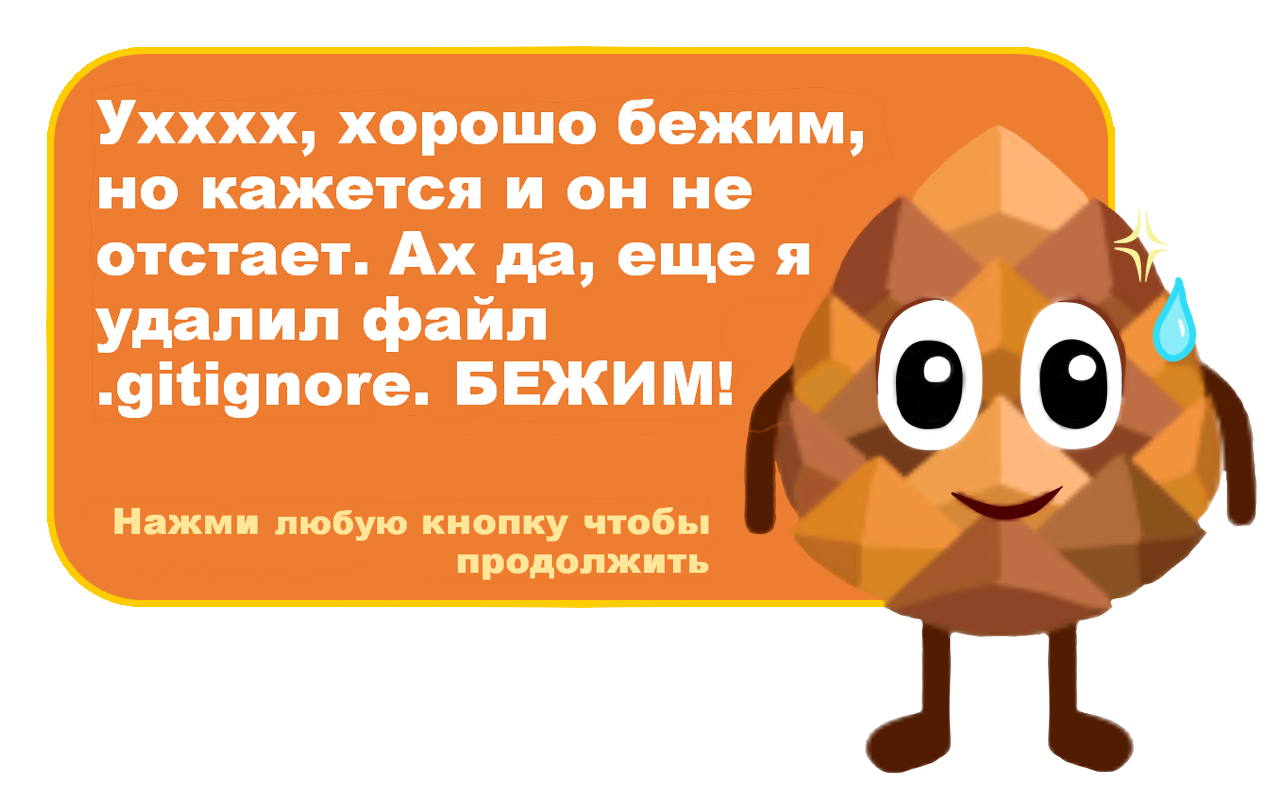 Уxxxx, хорошо бежим,
но кажется и он не
отстает. Ах да, еще я
удалил файл
.gitignore. БЕЖИМ!
Нажми любую кнопку чтобы
продолжить